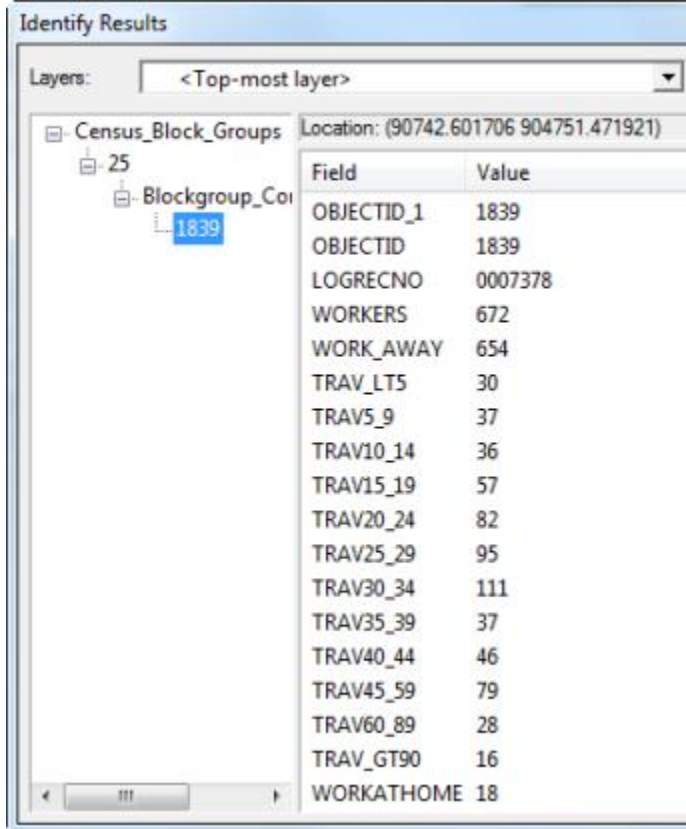 Identify Results
Layers: <Top-most layer>
Census_Block_Groups
25
Blockgroup_Co
1839
Location: (90742.601706 904751.471921)
Field Value
OBJECTID_1 1839
OBJECTID 1839
LOGRECNO 0007378
WORKERS 672
WORK_AWAY 654
TRAV_LT5 30
TRAV5_9 37
TRAV10_14 36
TRAV15_19 57
TRAV20_24 82
TRAV25_29 95
TRAV30_34 111
TRAV35_39 37
TRAV40_44 46
TRAV45_59 79
TRAV60_89 28
TRAV_GT90 16
WORKATHOME 18